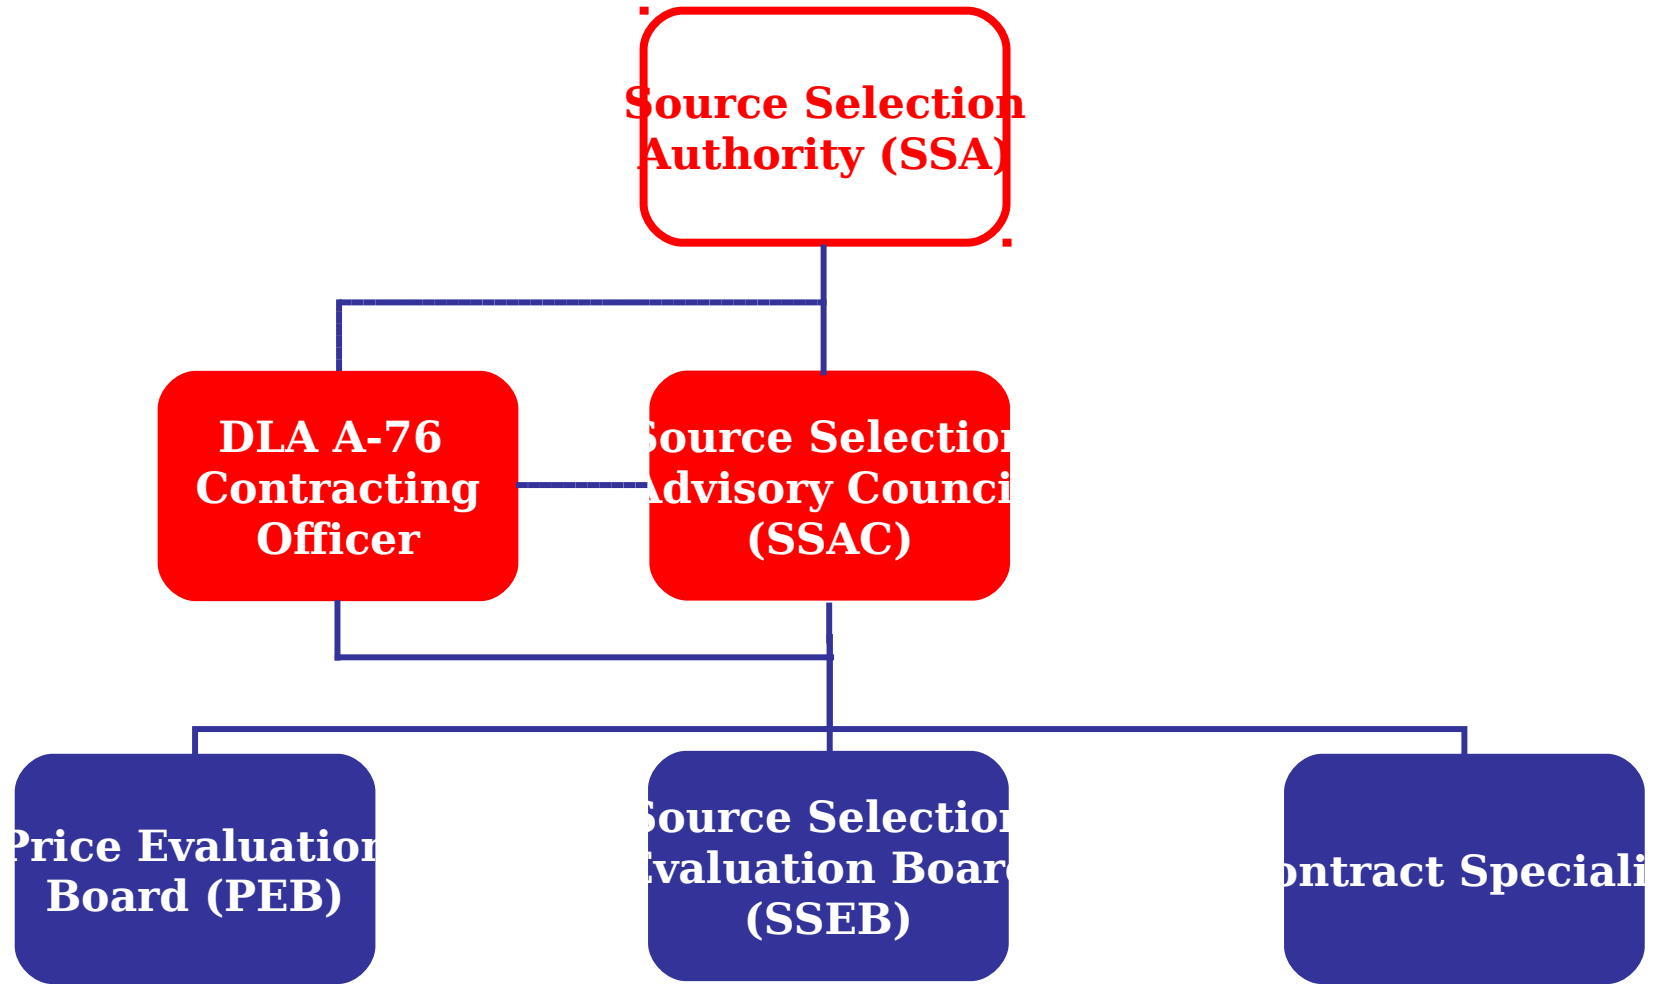 Source Selection
Authority (SSA)
DLA A-76
Contracting
Officer
Source Selection
Advisory Council
(SSAC)
Price Evaluation
Board (PEB)
Source Selection
Evaluation Board
(SSEB)
Contract Speciali